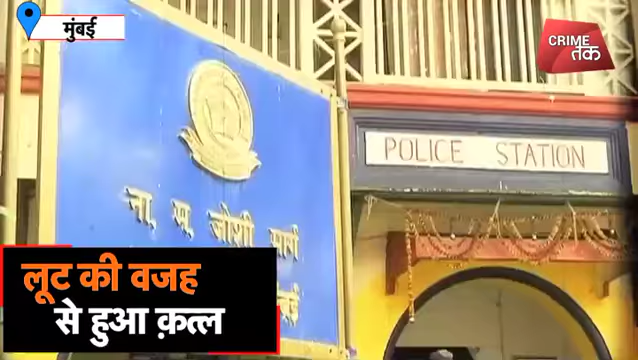 मुंबई
CRIME
तक
POLICE STATION
ना. म. जोशी मार्ग
मुंबई
लूट की वजह
से हुआ क़त्ल